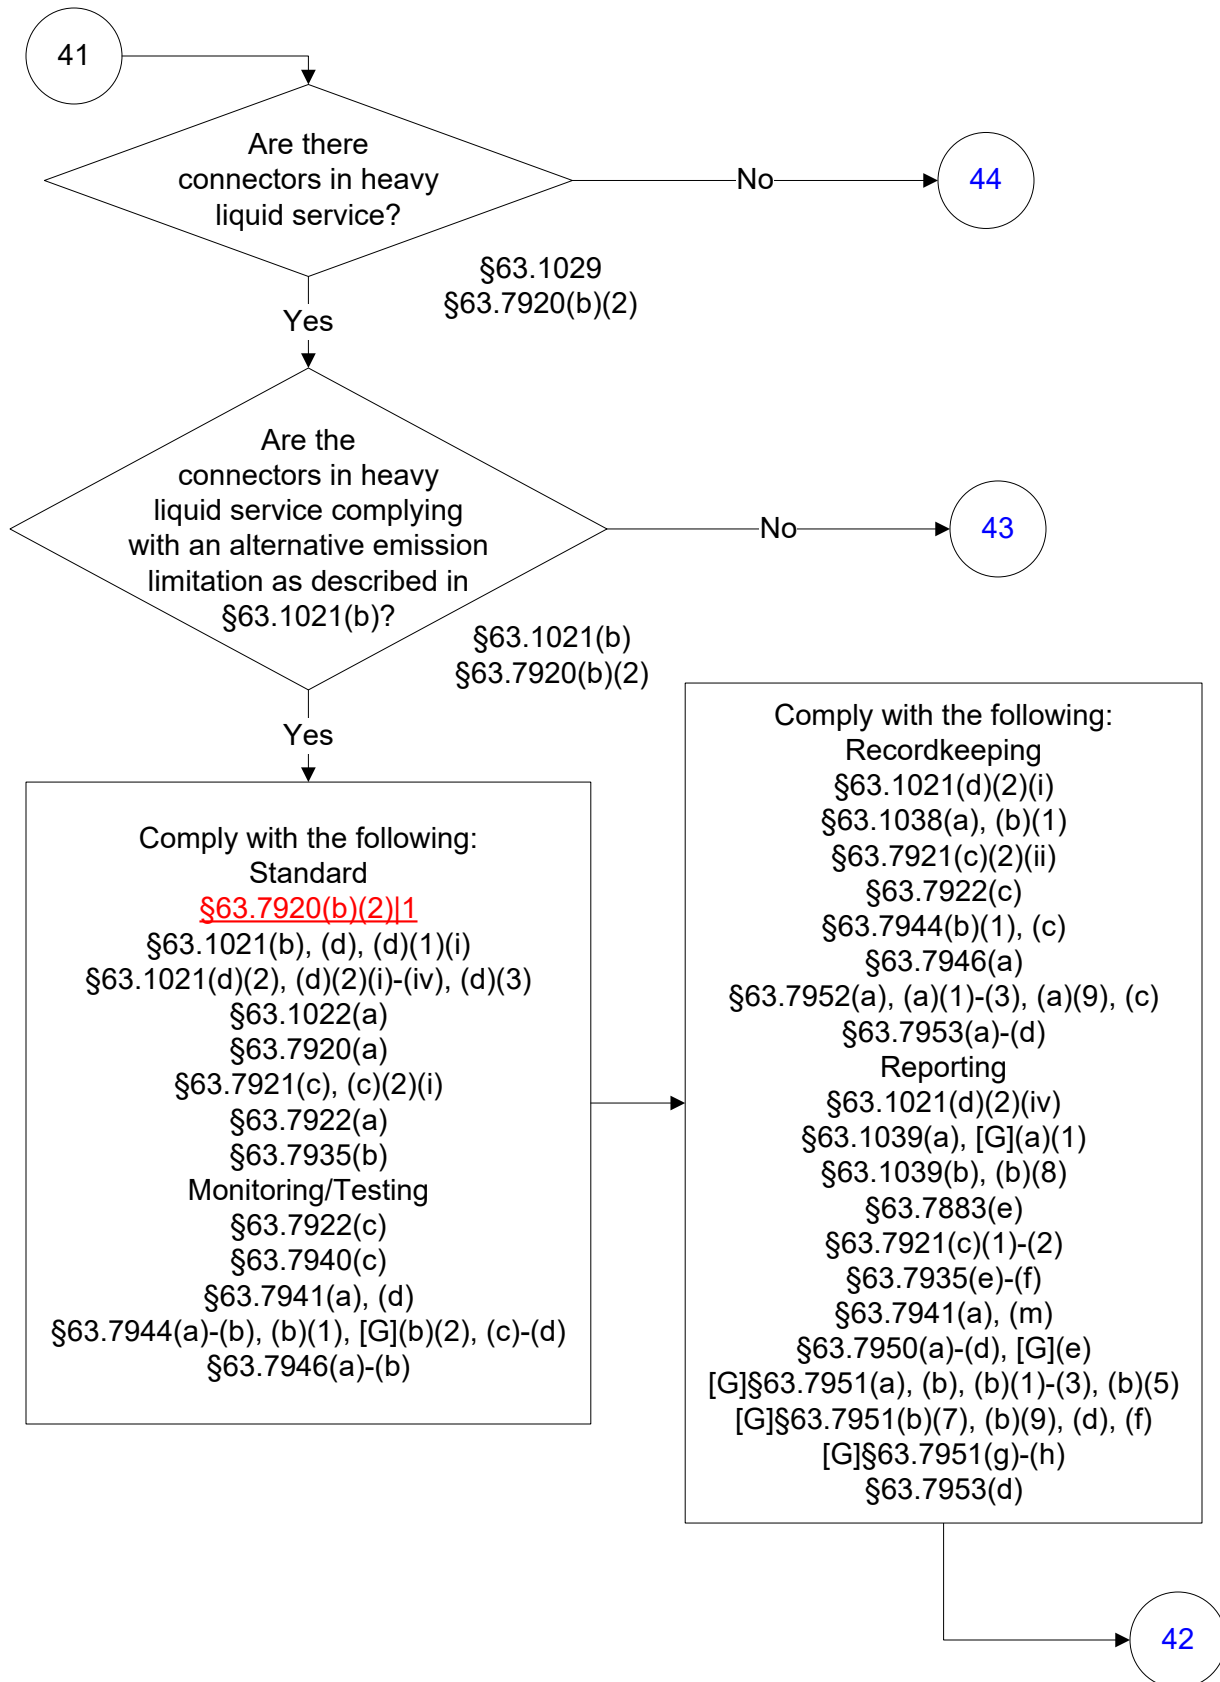 41
Are there
connectors in heavy
liquid service?
No
44
§63.1029
§63.7920(b)(2)
Yes
Are the
connectors in heavy
liquid service complying
with an alternative emission
limitation as described in
§63.1021(b)?
No
43
§63.1021(b)
§63.7920(b)(2)
Yes
Comply with the following:
Standard
§63.7920(b)(2)|1
§63.1021(b), (d), (d)(1)(i)
§63.1021(d)(2), (d)(2)(i)-(iv), (d)(3)
§63.1022(a)
§63.7920(a)
§63.7921(c), (c)(2)(i)
§63.7922(a)
§63.7935(b)
Monitoring/Testing
§63.7922(c)
§63.7940(c)
§63.7941(a), (d)
§63.7944(a)-(b), (b)(1), [G](b)(2), (c)-(d)
§63.7946(a)-(b)
Comply with the following:
Recordkeeping
§63.1021(d)(2)(i)
§63.1038(a), (b)(1)
§63.7921(c)(2)(ii)
§63.7922(c)
§63.7944(b)(1), (c)
§63.7946(a)
§63.7952(a), (a)(1)-(3), (a)(9), (c)
§63.7953(a)-(d)
Reporting
§63.1021(d)(2)(iv)
§63.1039(a), [G](a)(1)
§63.1039(b), (b)(8)
§63.7883(e)
§63.7921(c)(1)-(2)
§63.7935(e)-(f)
§63.7941(a), (m)
§63.7950(a)-(d), [G](e)
[G]§63.7951(a), (b), (b)(1)-(3), (b)(5)
[G]§63.7951(b)(7), (b)(9), (d), (f)
[G]§63.7951(g)-(h)
§63.7953(d)
42